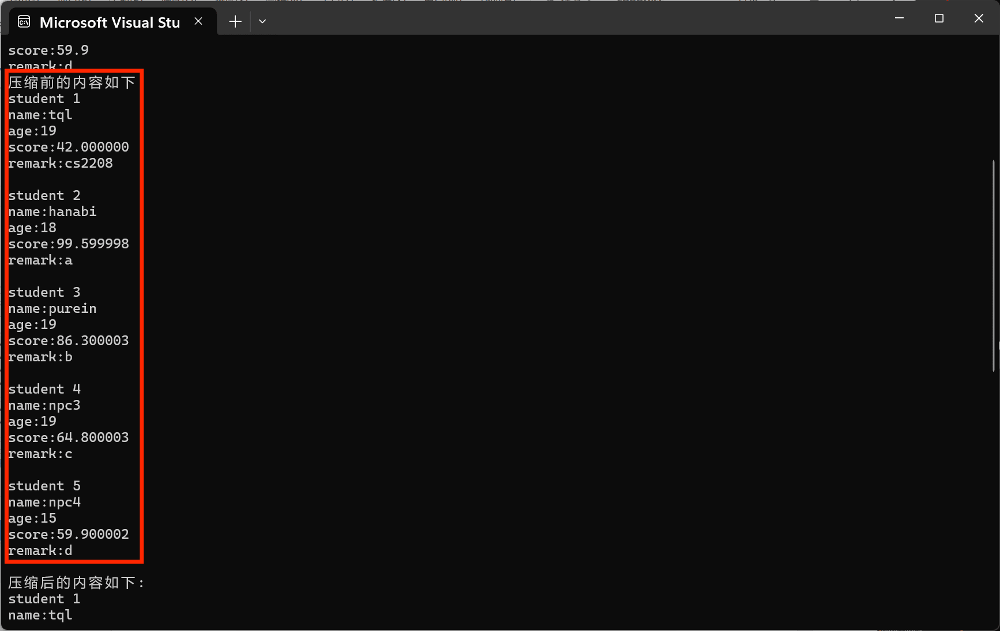 Microsoft Visual Stu
score:59.9
remark:d
压缩前的内容如下
student 1
name:tql
age:19
score:42.000000
remark:cs2208
student 2
name:hanabi
age:18
score:99.599998
remark:a
student 3
name:purein
age:19
score:86.300003
remark:b
student 4
name:npc3
age:19
score:64.800003
remark:c
student 5
name:npc4
age:15
score:59.900002
remark:d
压缩后的内容如下:
student 1
name:tql